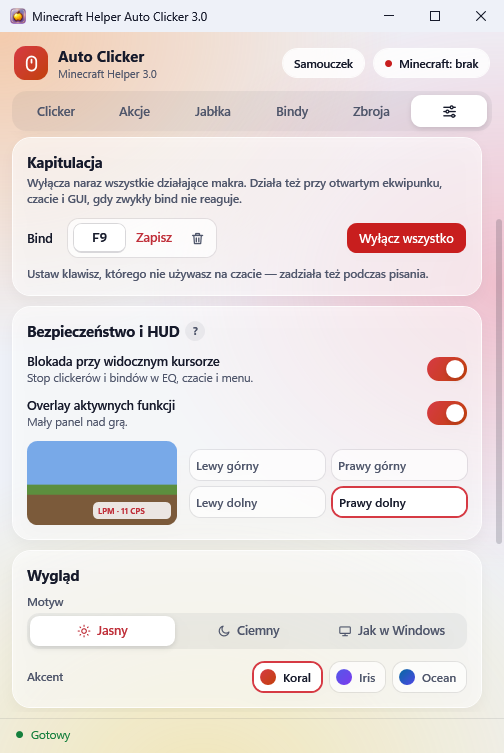 Minecraft Helper Auto Clicker 3.0
Auto Clicker
Minecraft Helper 3.0
Samouczek
Minecraft: brak
Clicker
Akcje
Jabłka
Bindy
Zbroja
Kapitulacja
Wyłącza naraz wszystkie działające makra. Działa też przy otwartym ekwipunku,
czacie i GUI, gdy zwykły bind nie reaguje.
Bind
F9
Zapisz
Wyłącz wszystko
Ustaw klawisz, którego nie używasz na czacie — zadziała też podczas pisania.
Bezpieczeństwo i HUD
?
Blokada przy widocznym kursorze
Stop clickerów i bindów w EQ, czacie i menu.
Overlay aktywnych funkcji
Mały panel nad grą.
LPM · 11 CPS
Lewy górny
Prawy górny
Lewy dolny
Prawy dolny
Wygląd
Motyw
Jasny
Ciemny
Jak w Windows
Akcent
Koral
Iris
Ocean
Gotowy